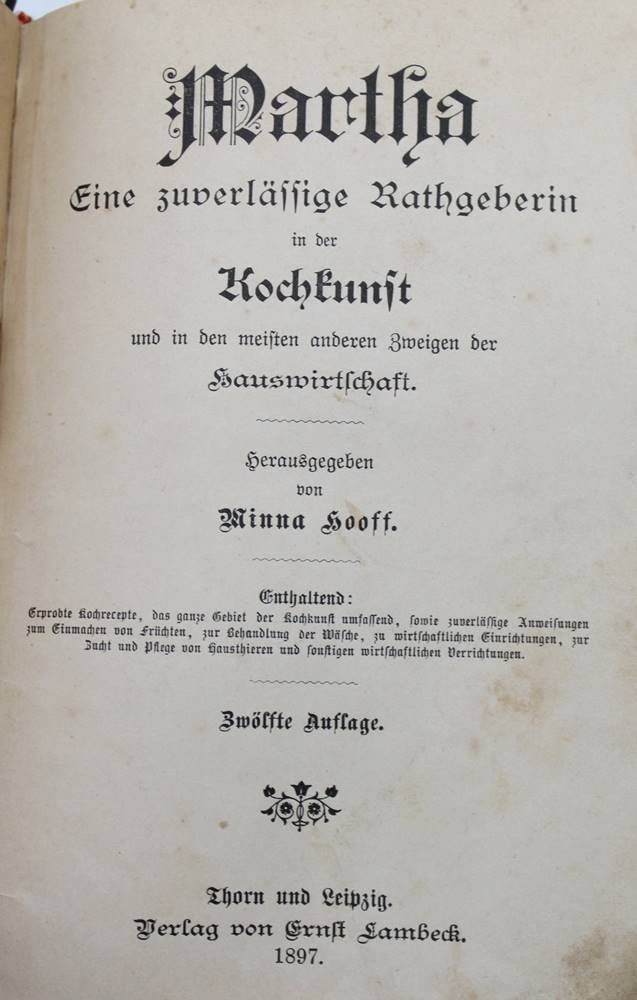 Martha
Eine zuverläſſige Rathgeberin
in der
Kochkunſt
und in den meiſten anderen Zweigen der
Hauswirtſchaft.
Herausgegeben
von
Minna Hooff.
Enthaltend:
Erprobte Kochrecepte, das ganze Gebiet der Kochkunſt umfaſſend, ſowie zuverläſſige Anweiſungen
zum Einmachen von Früchten, zur Behandlung der Wäſche, zu wirtſchaftlichen Einrichtungen, zur
Zucht und Pflege von Hausthieren und ſonſtigen wirtſchaftlichen Verrichtungen.
Zwölfte Auflage.
Thorn und Leipzig.
Verlag von Ernſt Lambeck.
1897.